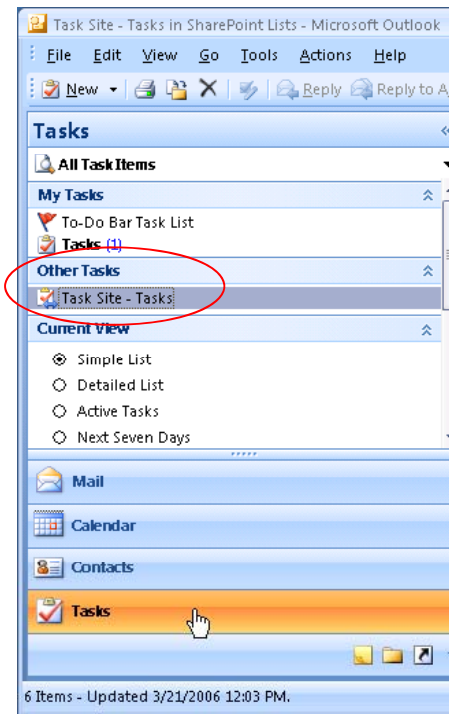 Task Site - Tasks in SharePoint Lists - Microsoft Outlook
File Edit View Go Tools Actions Help
New Reply Reply to A
Tasks
All Task Items
My Tasks
To-Do Bar Task List
Tasks (1)
Other Tasks
Task Site - Tasks
Current View
Simple List
Detailed List
Active Tasks
Next Seven Days
Mail
Calendar
Contacts
Tasks
6 Items - Updated 3/21/2006 12:03 PM.